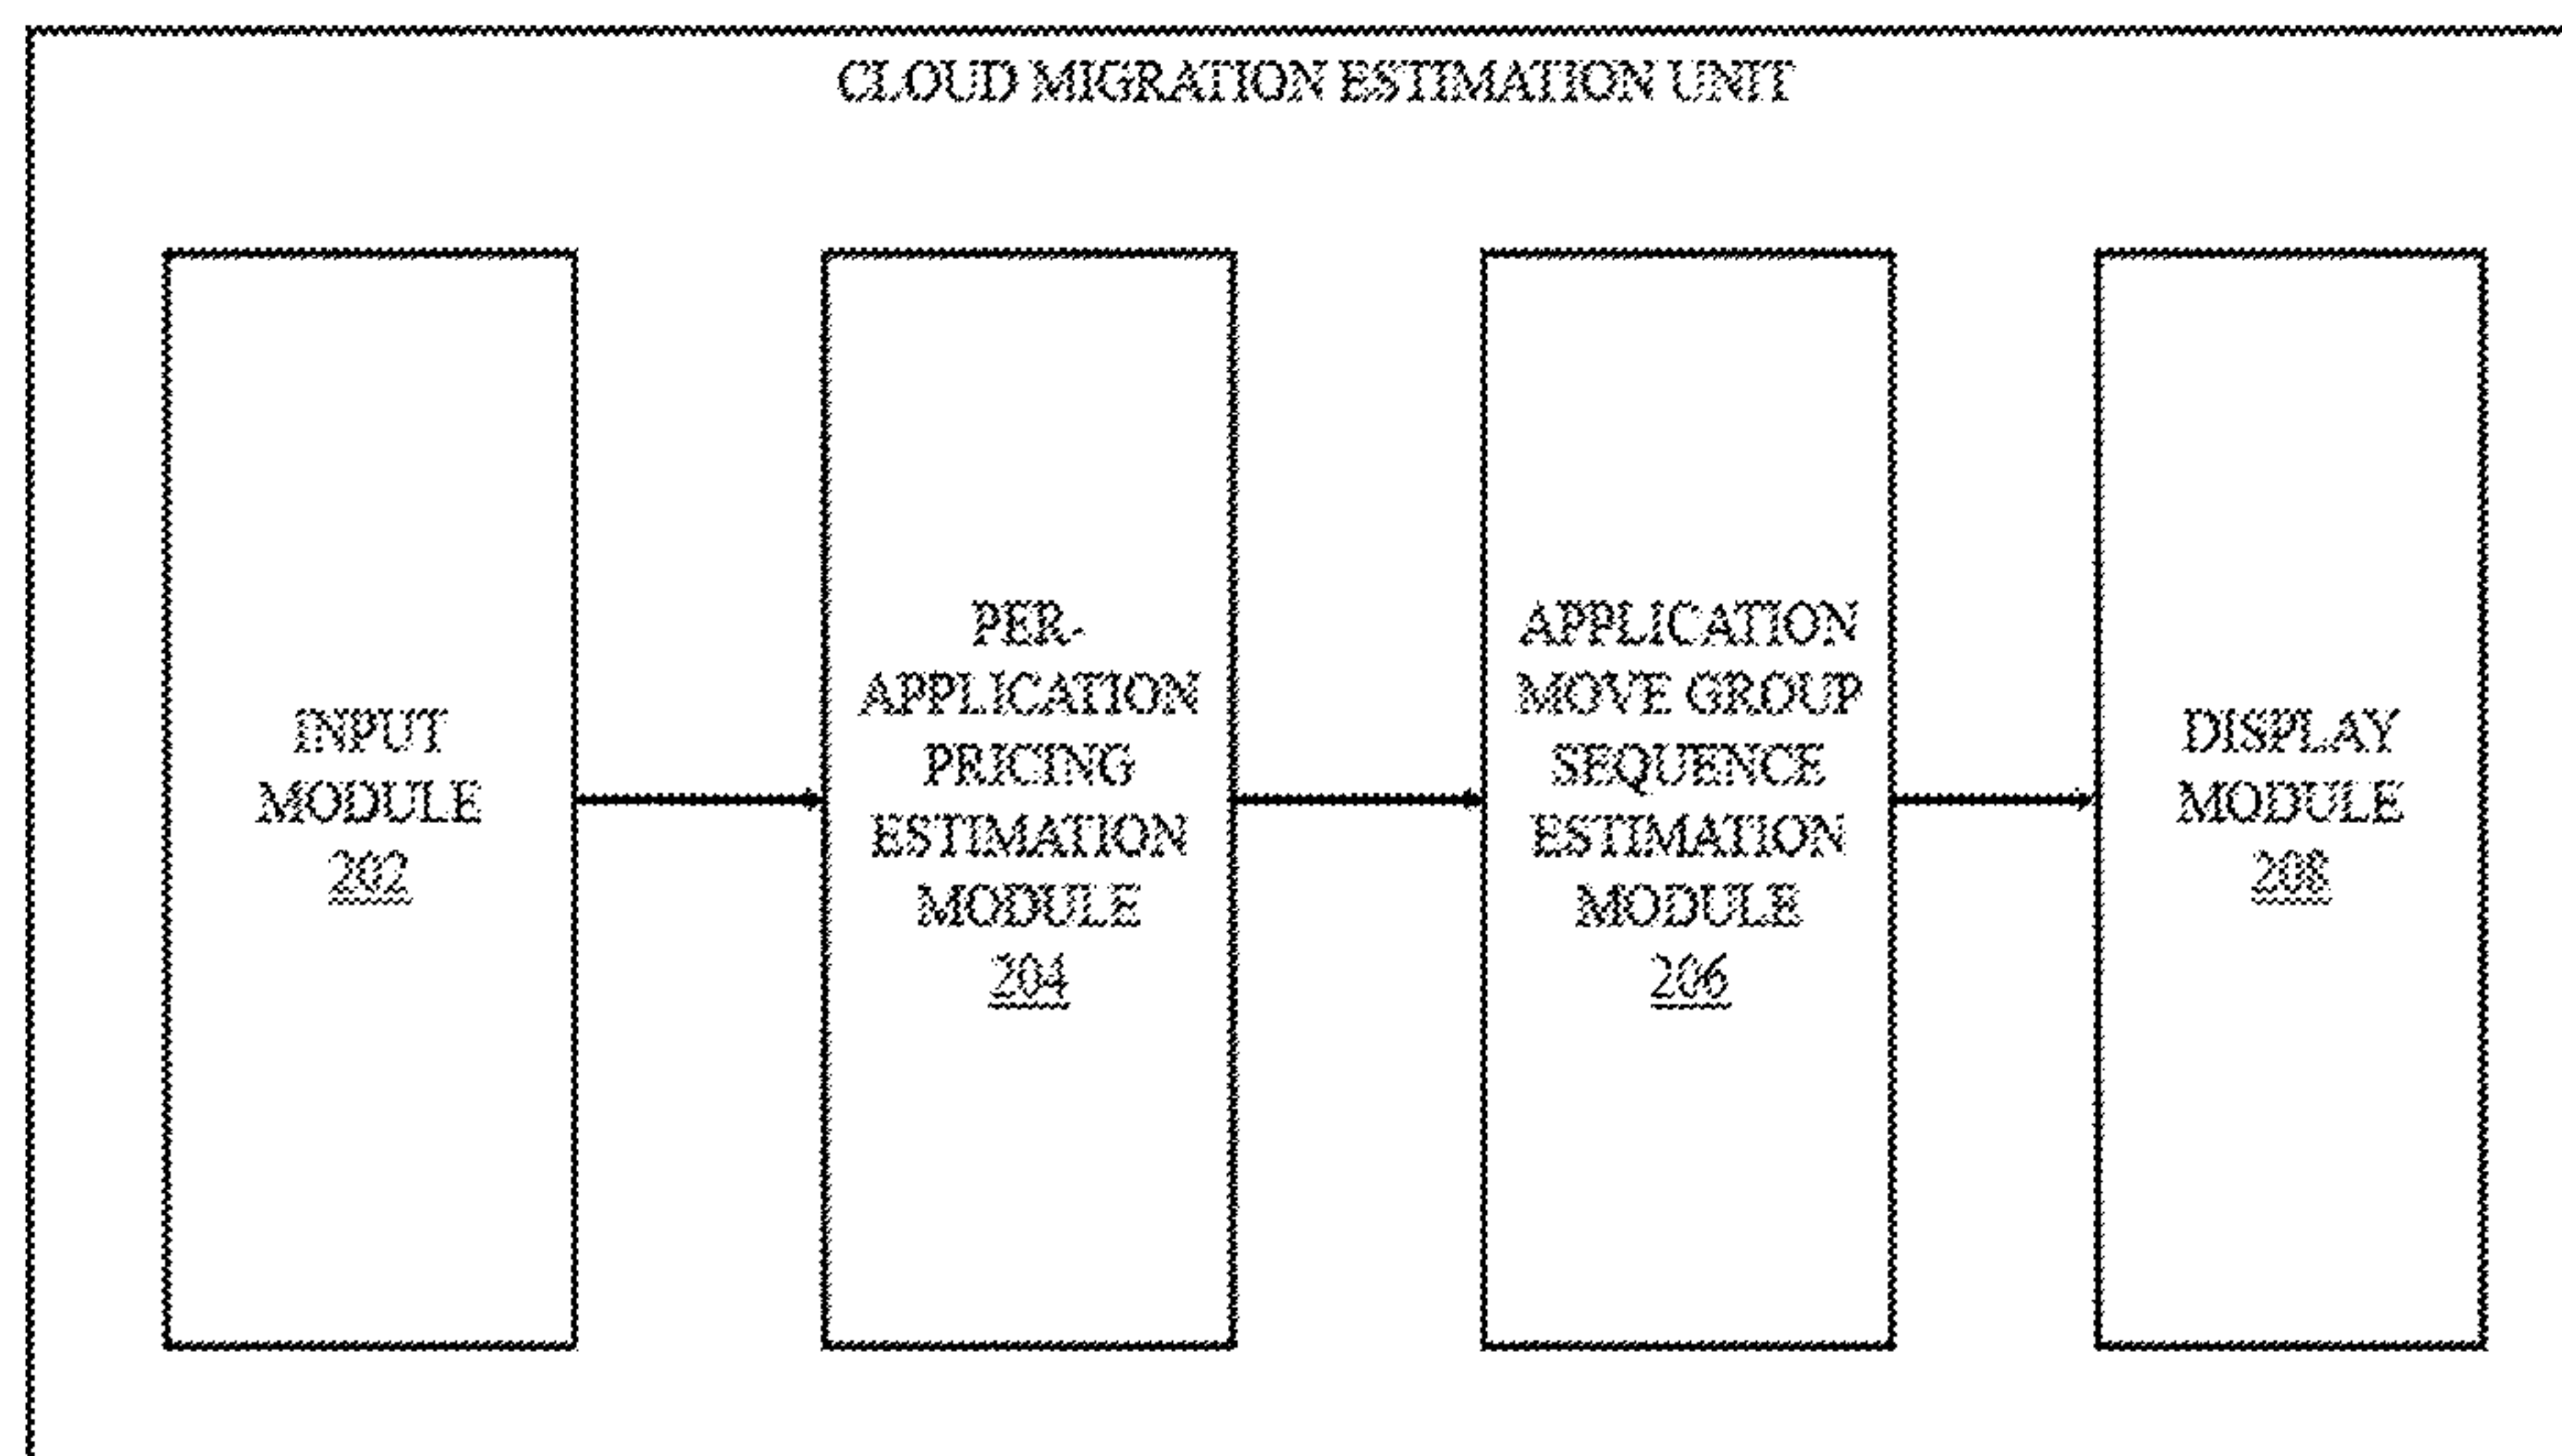 CLOUD MIGRATION ESTIMATION UNIT
INPUT
MODULE
202
PER-
APPLICATION
PRICING
ESTIMATION
MODULE
204
APPLICATION
MOVE GROUP
SEQUENCE
ESTIMATION
MODULE
206
DISPLAY
MODULE
208